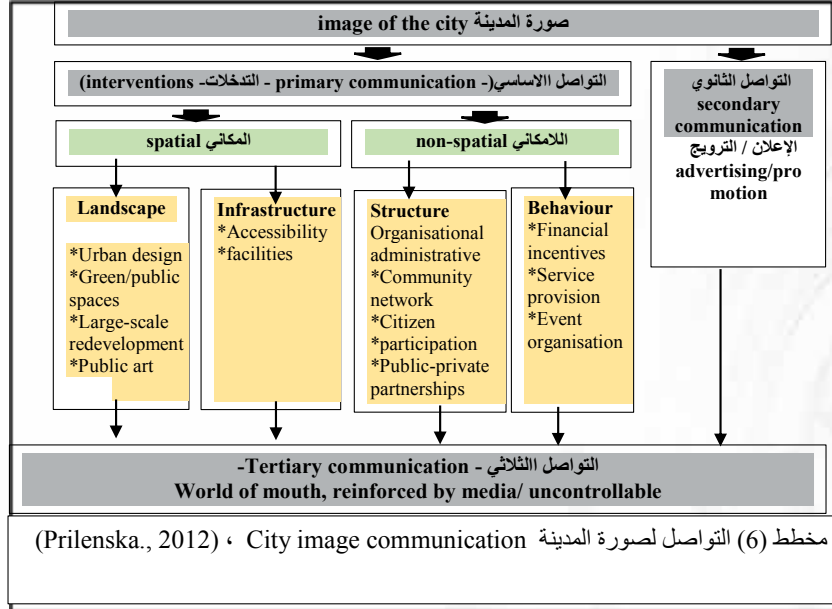 صورة المدينة image of the city
التواصل االاساسي(- primary communication - التدخلات- interventions)
التواصل الثانوي
secondary
communication
الإعلان / الترويج
advertising/pro
motion
المكاني spatial
اللامكاني non-spatial
Landscape
*Urban design
*Green/public
spaces
*Large-scale
redevelopment
*Public art
Infrastructure
*Accessibility
*facilities
Structure
Organisational
administrative
*Community
network
*Citizen
*participation
*Public-private
partnerships
Behaviour
*Financial
incentives
*Service
provision
*Event
organisation
التواصل االثلاثي - Tertiary communication-
World of mouth, reinforced by media/ uncontrollable
مخطط (6) التواصل لصورة المدينة City image communication ، (Prilenska., 2012)